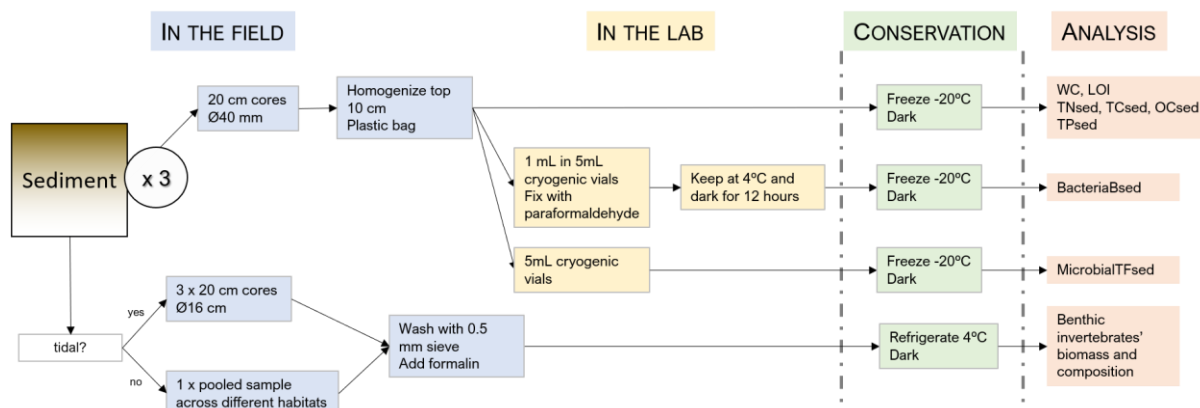 IN THE FIELD
IN THE LAB
CONSERVATION
ANALYSIS
Sediment
x 3
20 cm cores
Ø40 mm
Homogenize top
10 cm
Plastic bag
Freeze -20ºC
Dark
WC, LOI
TNsed, TCsed, OCsed
TPsed
1 mL in 5mL
cryogenic vials
Fix with
paraformaldehyde
Keep at 4ºC and
dark for 12 hours
Freeze -20ºC
Dark
BacteriaBsed
5mL cryogenic
vials
Freeze -20ºC
Dark
MicrobialTFsed
tidal?
yes
3 x 20 cm cores
Ø16 cm
no
1 x pooled sample
across different habitats
Wash with 0.5
mm sieve
Add formalin
Refrigerate 4ºC
Dark
Benthic
invertebrates'
biomass and
composition